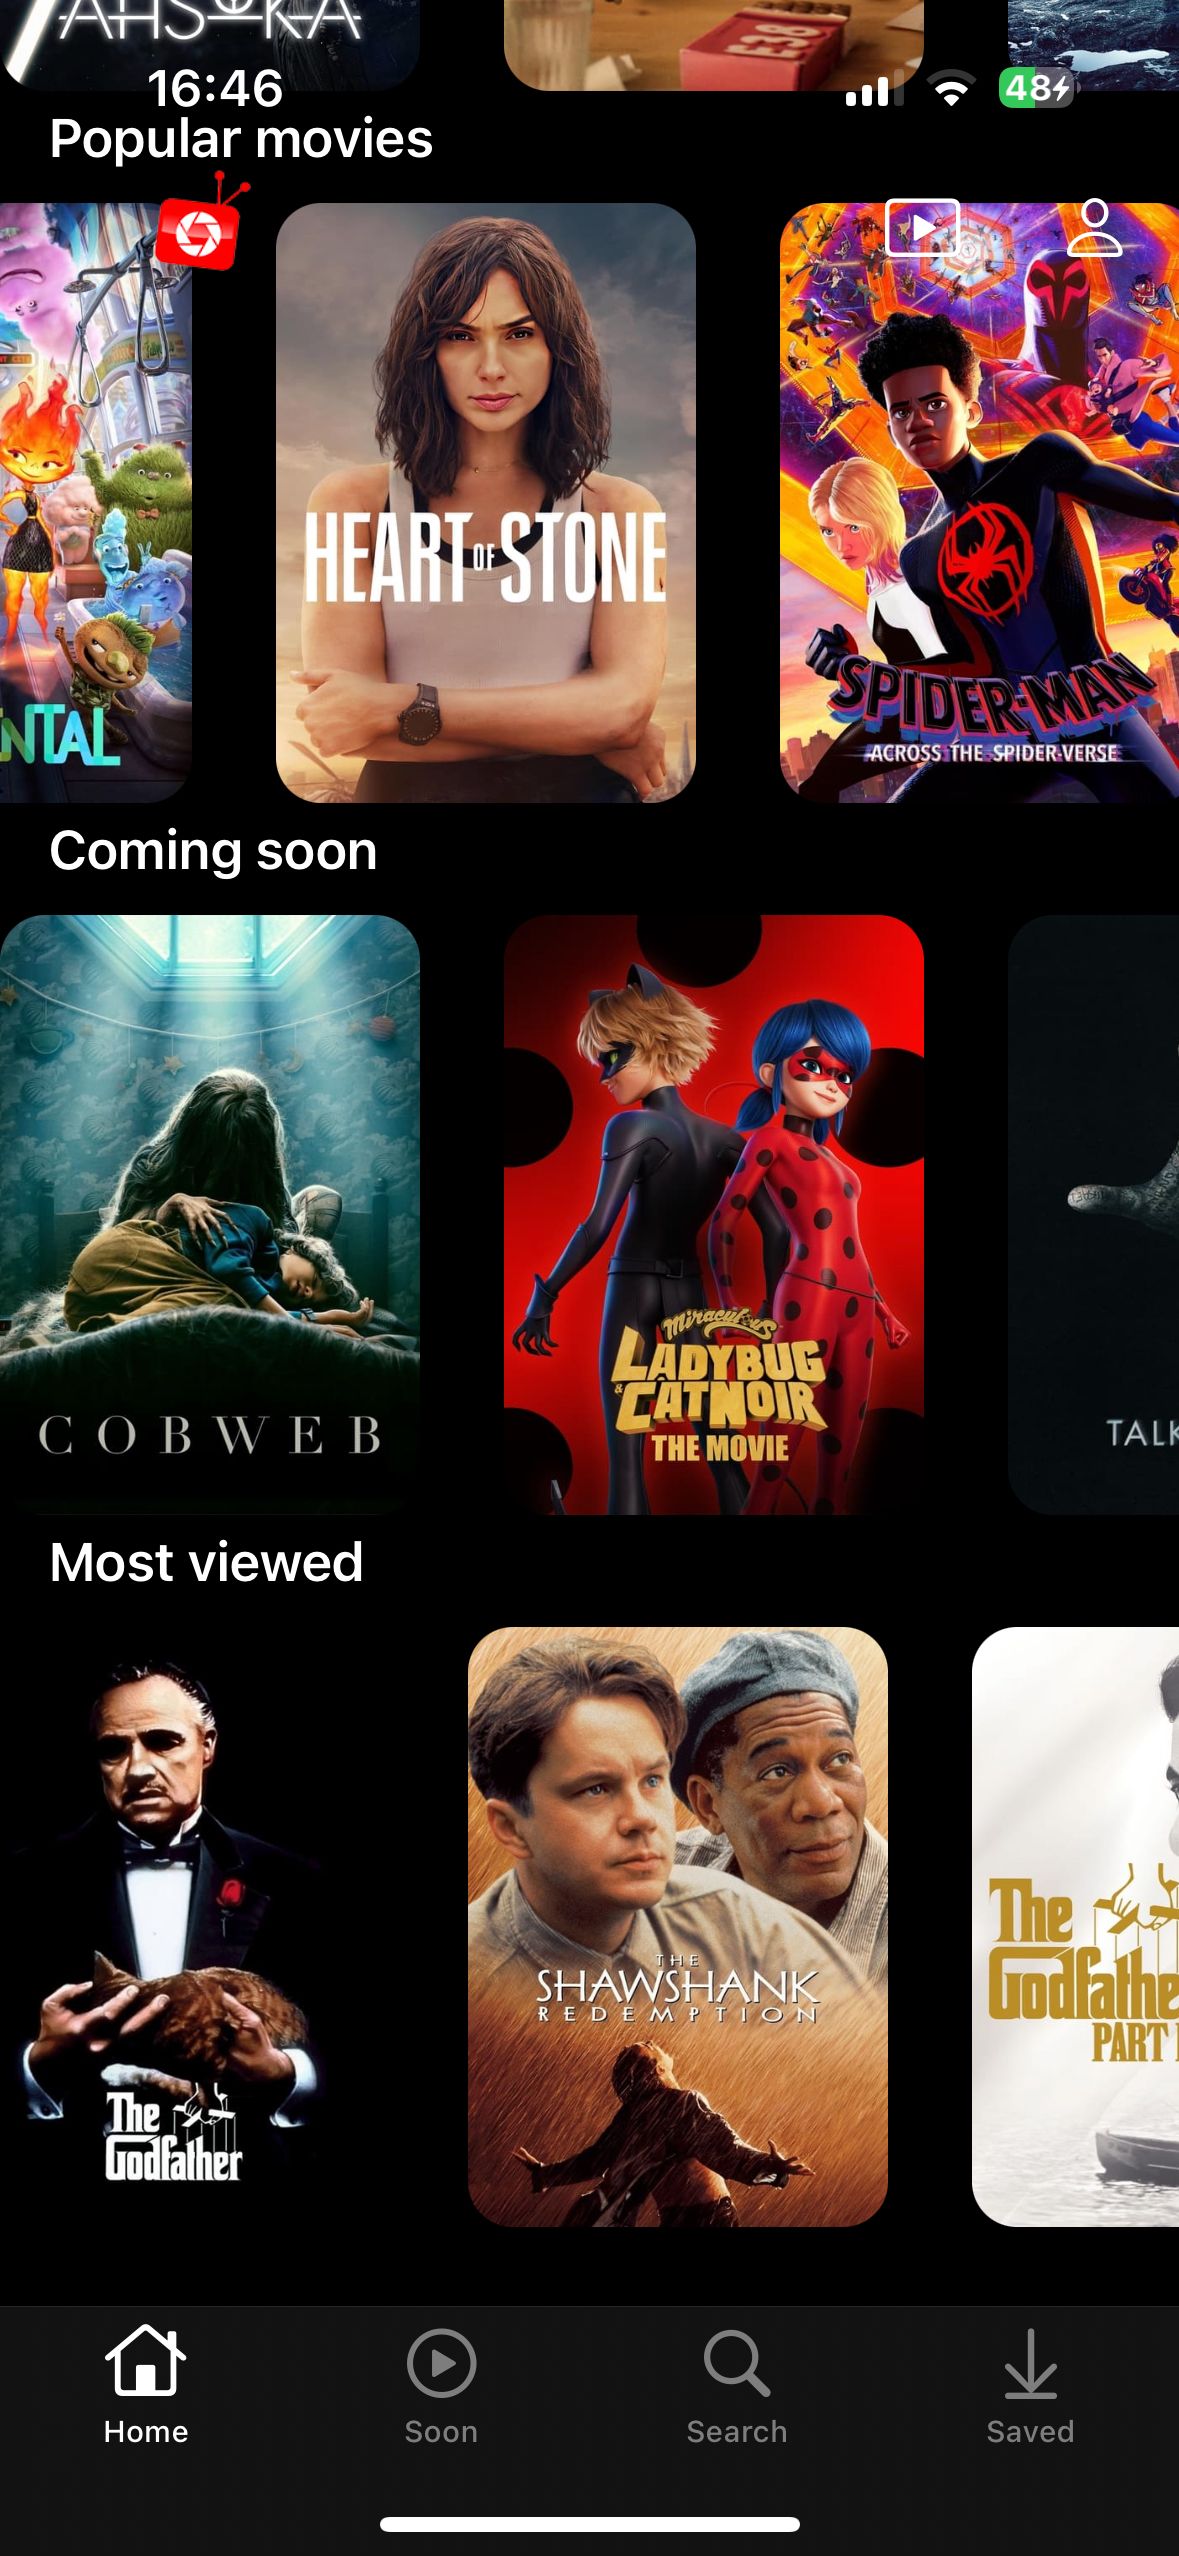 AHSOKA
16:46
48
Popular movies
NTAL
HEART OF STONE
SPIDER-MAN
ACROSS THE SPIDER-VERSE
Coming soon
COBWEB
Miraculous
LADYBUG
& CATNOIR
THE MOVIE
TALK
Most viewed
The
Godfather
THE
SHAWSHANK
REDEMPTION
The
Godfathe
PART
Home
Soon
Search
Saved